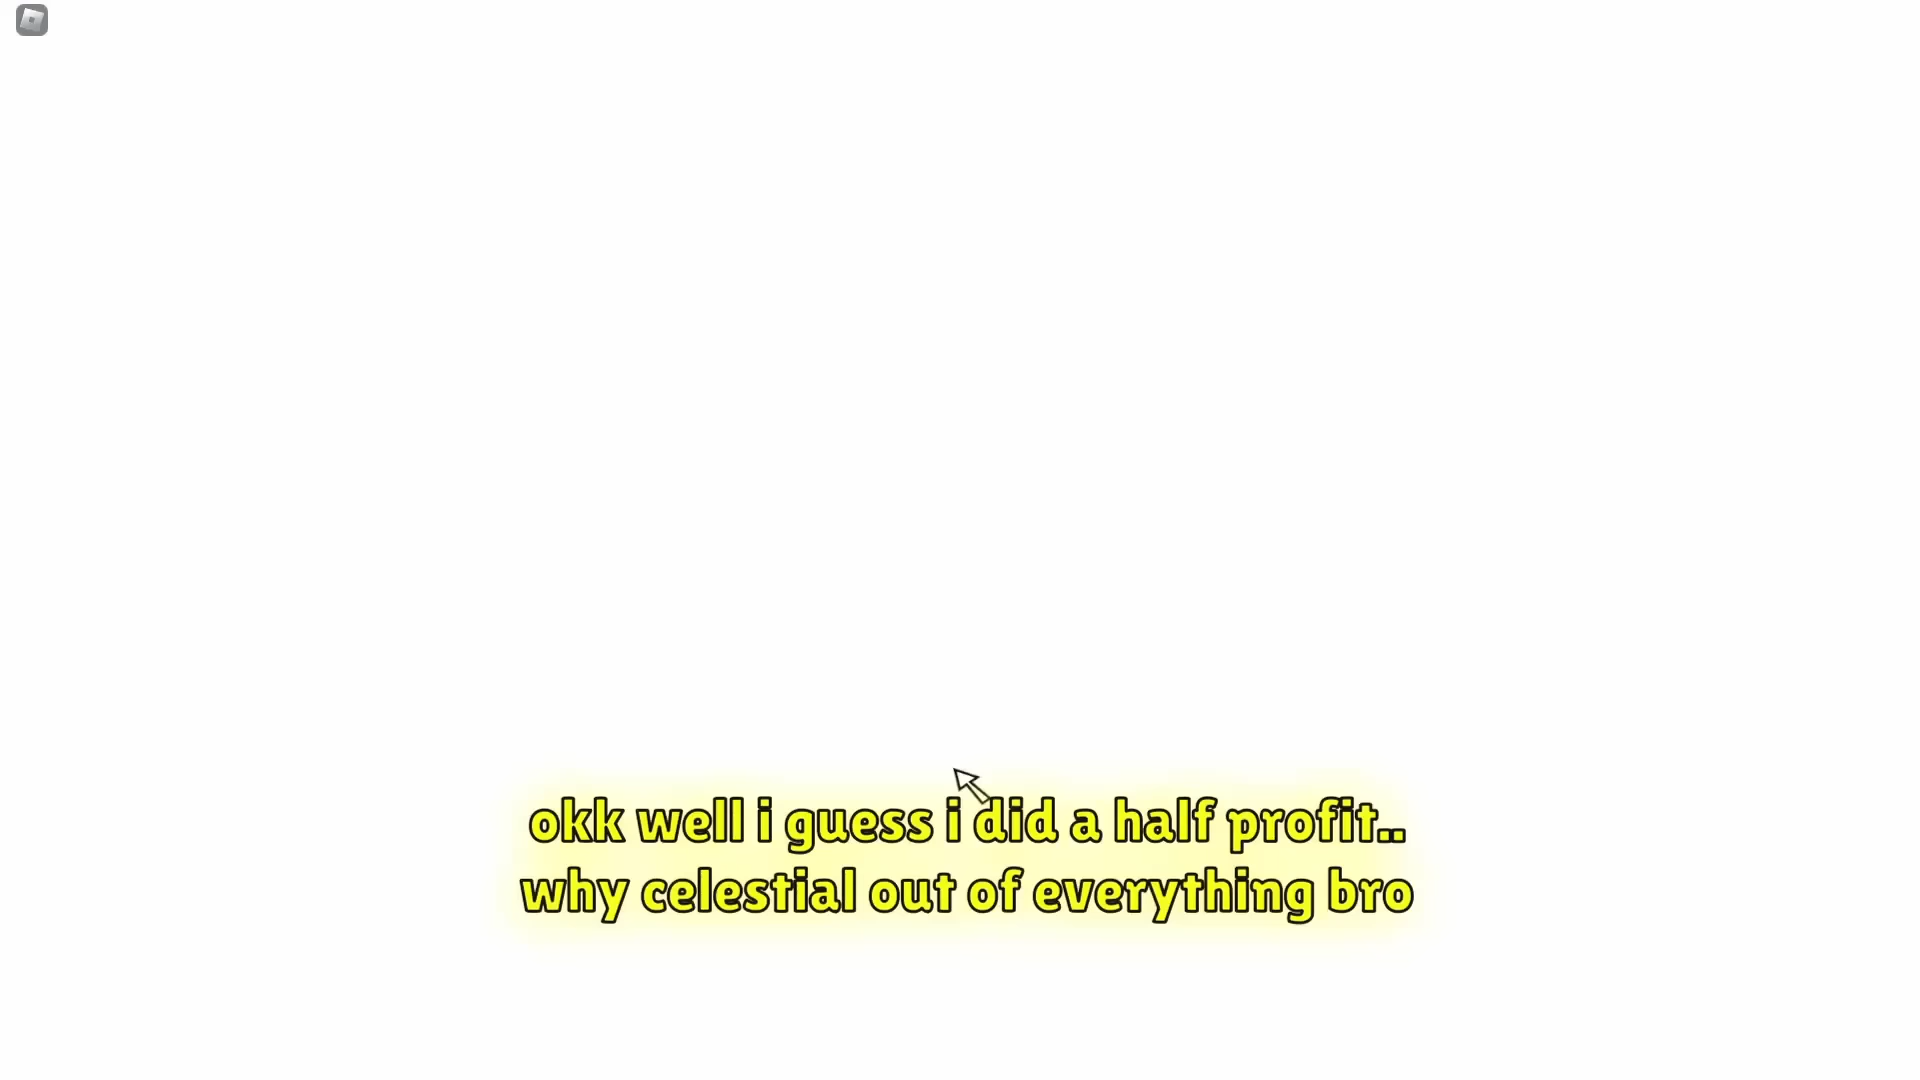 okk well i guess i did a half profit..
why celestial out of everything bro